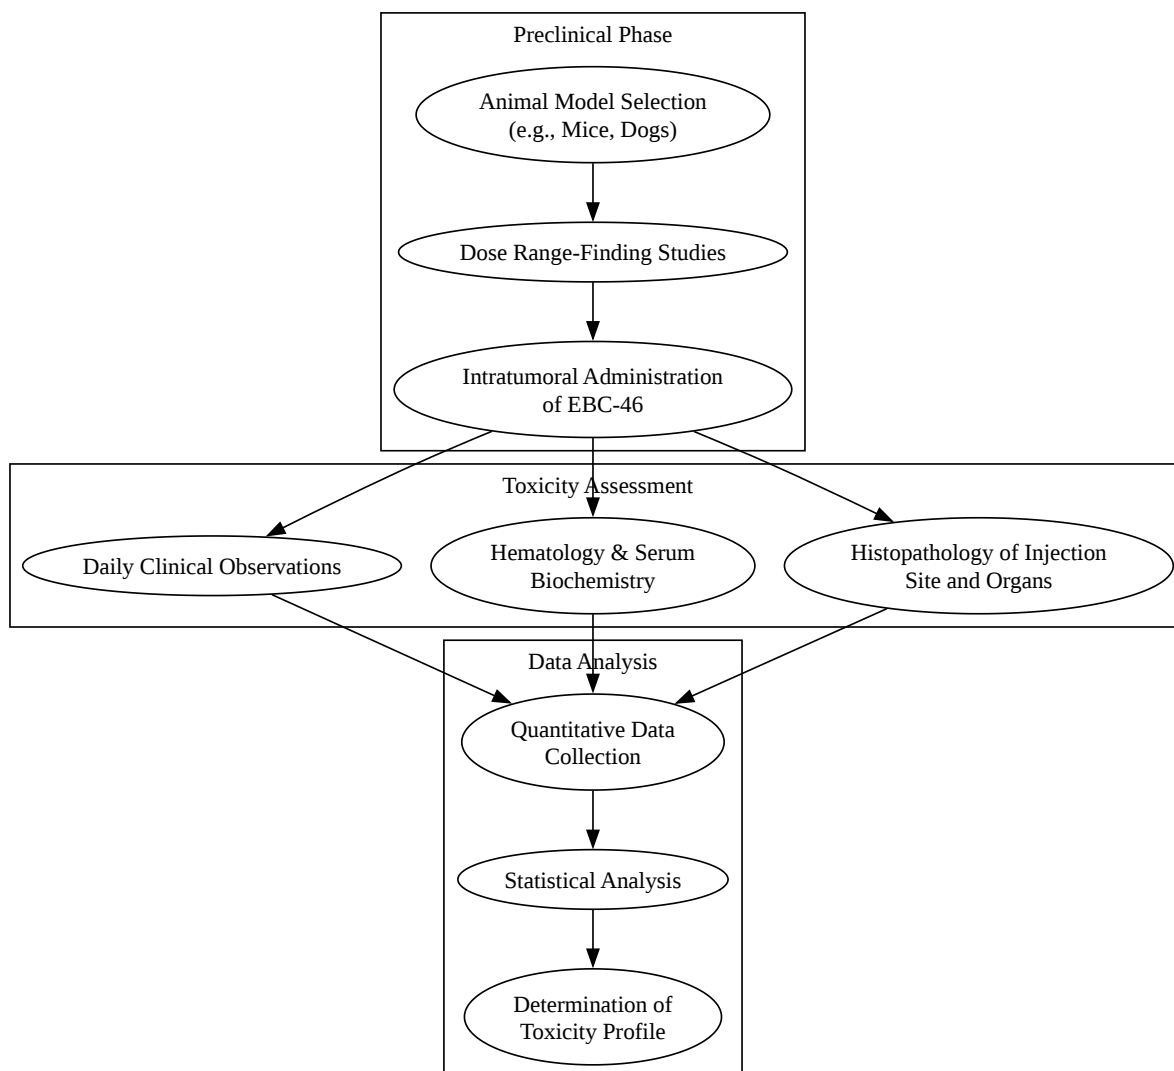 Preclinical Phase
Animal Model Selection
(e.g., Mice, Dogs)
Dose Range-Finding Studies
Intratumoral Administration
of EBC-46
Toxicity Assessment
Daily Clinical Observations
Hematology & Serum
Biochemistry
Histopathology of Injection
Site and Organs
Data Analysis
Quantitative Data
Collection
Statistical Analysis
Determination of
Toxicity Profile